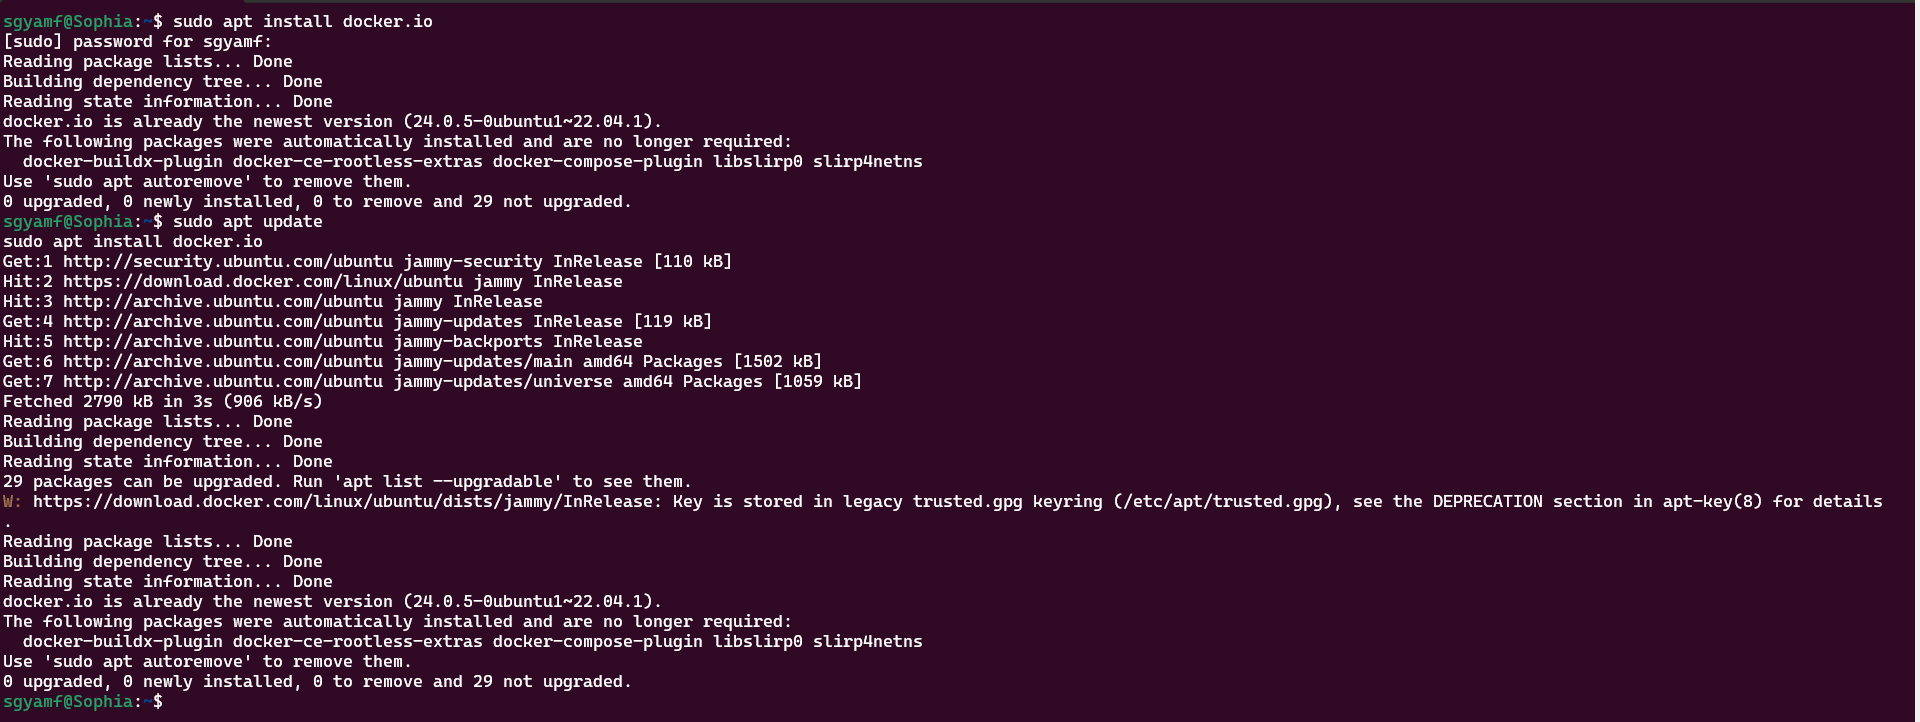 sgyamf@Sophia:~$ sudo apt install docker.io
[sudo] password for sgyamf:
Reading package lists... Done
Building dependency tree... Done
Reading state information... Done
docker.io is already the newest version (24.0.5-0ubuntu1~22.04.1).
The following packages were automatically installed and are no longer required:
  docker-buildx-plugin docker-ce-rootless-extras docker-compose-plugin libslirp0 slirp4netns
Use 'sudo apt autoremove' to remove them.
0 upgraded, 0 newly installed, 0 to remove and 29 not upgraded.
sgyamf@Sophia:~$ sudo apt update
sudo apt install docker.io
Get:1 http://security.ubuntu.com/ubuntu jammy-security InRelease [110 kB]
Hit:2 https://download.docker.com/linux/ubuntu jammy InRelease
Hit:3 http://archive.ubuntu.com/ubuntu jammy InRelease
Get:4 http://archive.ubuntu.com/ubuntu jammy-updates InRelease [119 kB]
Hit:5 http://archive.ubuntu.com/ubuntu jammy-backports InRelease
Get:6 http://archive.ubuntu.com/ubuntu jammy-updates/main amd64 Packages [1502 kB]
Get:7 http://archive.ubuntu.com/ubuntu jammy-updates/universe amd64 Packages [1059 kB]
Fetched 2790 kB in 3s (906 kB/s)
Reading package lists... Done
Building dependency tree... Done
Reading state information... Done
29 packages can be upgraded. Run 'apt list --upgradable' to see them.
W: https://download.docker.com/linux/ubuntu/dists/jammy/InRelease: Key is stored in legacy trusted.gpg keyring (/etc/apt/trusted.gpg), see the DEPRECATION section in apt-key(8) for details
.
Reading package lists... Done
Building dependency tree... Done
Reading state information... Done
docker.io is already the newest version (24.0.5-0ubuntu1~22.04.1).
The following packages were automatically installed and are no longer required:
  docker-buildx-plugin docker-ce-rootless-extras docker-compose-plugin libslirp0 slirp4netns
Use 'sudo apt autoremove' to remove them.
0 upgraded, 0 newly installed, 0 to remove and 29 not upgraded.
sgyamf@Sophia:~$